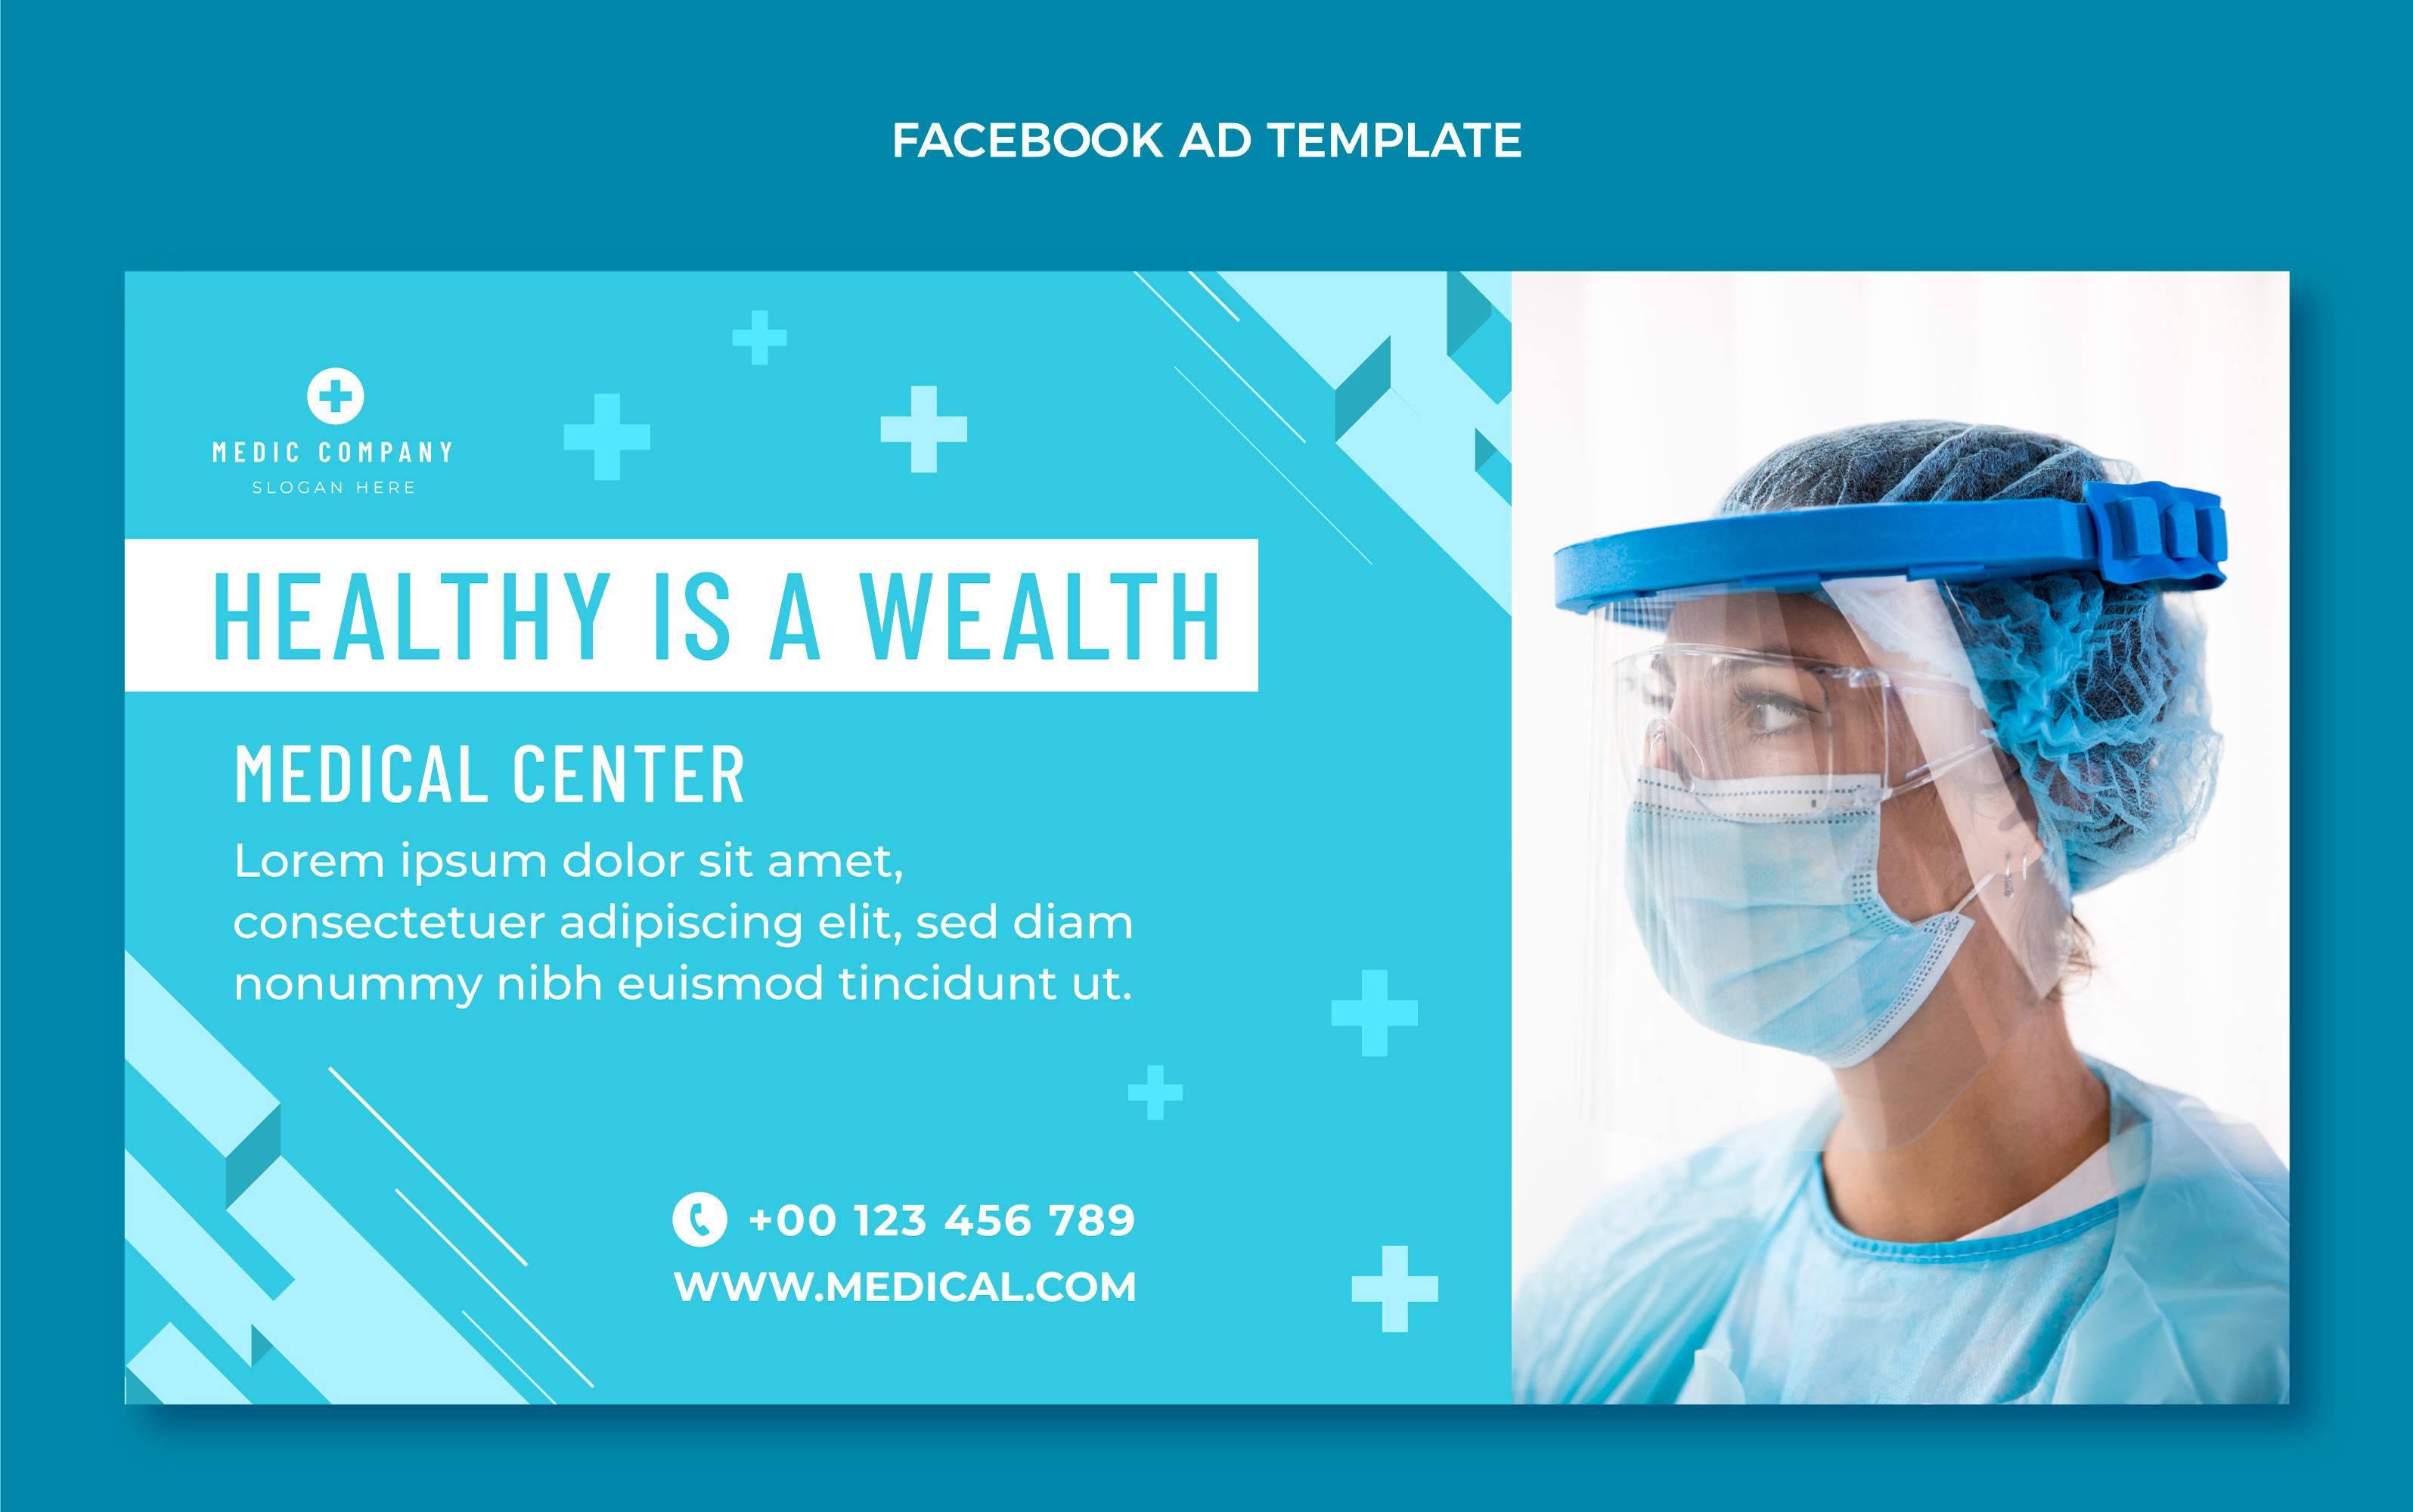 FACEBOOK AD TEMPLATE
MEDIC COMPANY
SLOGAN HERE
HEALTHY IS A WEALTH
MEDICAL CENTER
Lorem ipsum dolor sit amet,
consectetuer adipiscing elit, sed diam
nonummy nibh euismod tincidunt ut.
+00 123 456 789
WWW.MEDICAL.COM